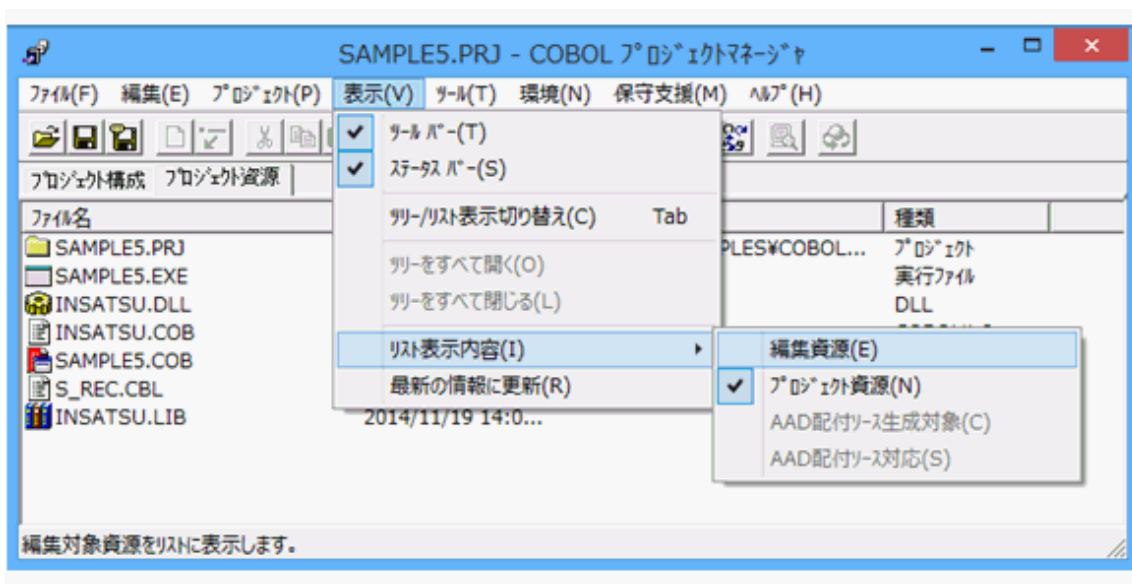 SAMPLE5.PRJ - COBOL ﾌﾟﾛｼﾞｪｸﾄﾏﾈｰｼﾞｬ
ﾌｧｲﾙ(F) 編集(E) ﾌﾟﾛｼﾞｪｸﾄ(P) 表示(V) ﾂｰﾙ(T) 環境(N) 保守支援(M) ﾍﾙﾌﾟ(H)
ﾂｰﾙ ﾊﾞｰ(T)
ｽﾃｰﾀｽ ﾊﾞｰ(S)
ﾂﾘｰ/ﾘｽﾄ表示切り替え(C) Tab
ﾂﾘｰをすべて開く(O)
ﾂﾘｰをすべて閉じる(L)
ﾘｽﾄ表示内容(I)
最新の情報に更新(R)
編集資源(E)
ﾌﾟﾛｼﾞｪｸﾄ資源(N)
AAD配付ｿｰｽ生成対象(C)
AAD配付ｿｰｽ対応(S)
ﾌﾟﾛｼﾞｪｸﾄ構成 ﾌﾟﾛｼﾞｪｸﾄ資源
ﾌｧｲﾙ名 種類
SAMPLE5.PRJ PLES¥COBOL... ﾌﾟﾛｼﾞｪｸﾄ
SAMPLE5.EXE 実行ﾌｧｲﾙ
INSATSU.DLL DLL
INSATSU.COB
SAMPLE5.COB
S_REC.CBL
INSATSU.LIB 2014/11/19 14:0...
編集対象資源をﾘｽﾄに表示します。